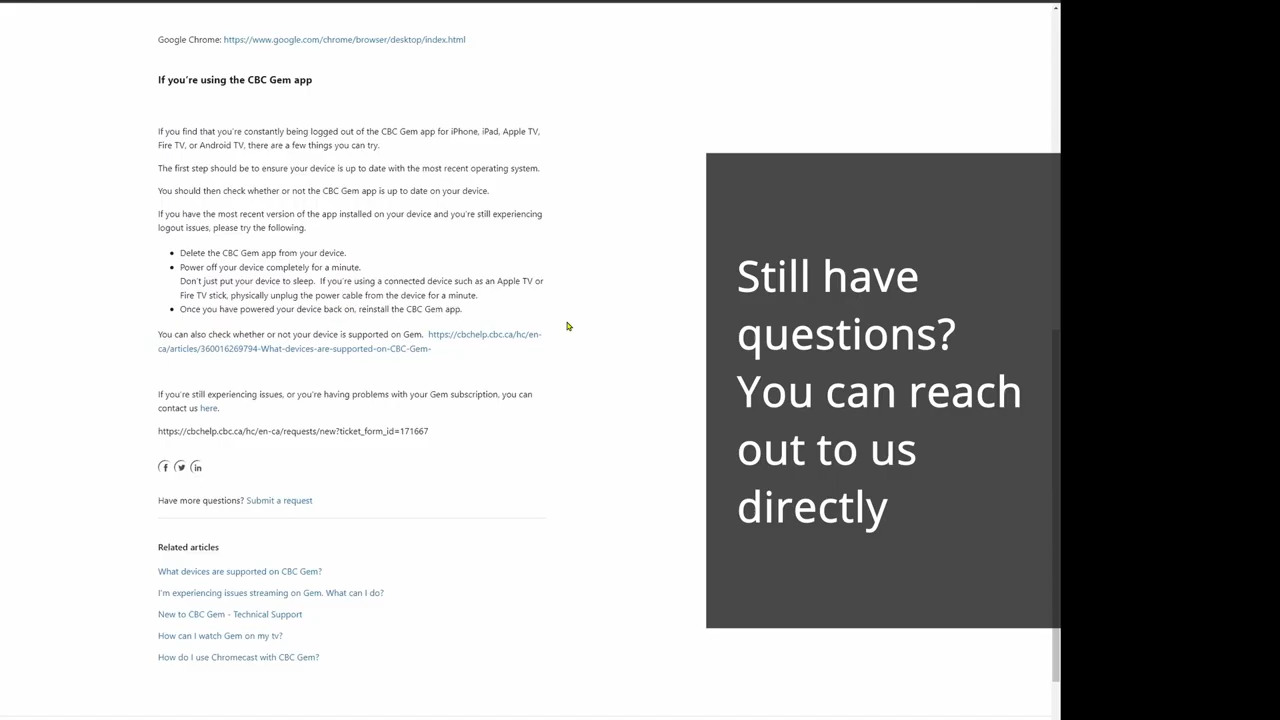 Google Chrome: https://www.google.com/chrome/browser/desktop/index.html
If you're using the CBC Gem app
If you find that you're constantly being logged out of the CBC Gem app for iPhone, iPad, Apple TV,
Fire TV, or Android TV, there are a few things you can try.
The first step should be to ensure your device is up to date with the most recent operating system.
You should then check whether or not the CBC Gem app is up to date on your device.
If you have the most recent version of the app installed on your device and you're still experiencing
logout issues, please try the following.
Delete the CBC Gem app from your device.
Power off your device completely for a minute.
Don't just put your device to sleep. If you're using a connected device such as an Apple TV or
Fire TV stick, physically unplug the power cable from the device for a minute.
Once you have powered your device back on, reinstall the CBC Gem app.
You can also check whether or not your device is supported on Gem. https://cbchelp.cbc.ca/hc/en-
ca/articles/360016269794-What-devices-are-supported-on-CBC-Gem-
If you're still experiencing issues, or you're having problems with your Gem subscription, you can
contact us here.
https://cbchelp.cbc.ca/hc/en-ca/requests/new?ticket_form_id=171667
Have more questions? Submit a request
Related articles
What devices are supported on CBC Gem?
I'm experiencing issues streaming on Gem. What can I do?
New to CBC Gem - Technical Support
How can I watch Gem on my tv?
How do I use Chromecast with CBC Gem?
Still have
questions?
You can reach
out to us
directly